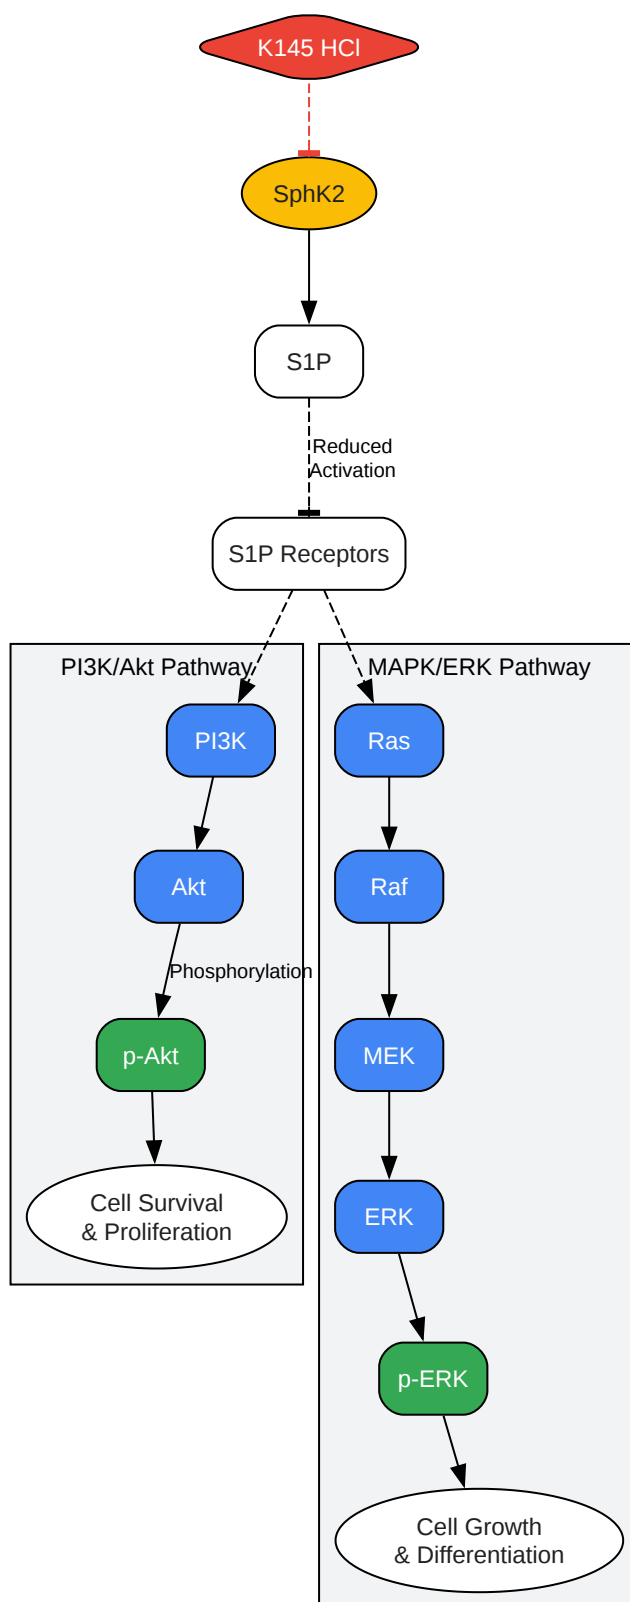 K145 HCl
SphK2
S1P
Reduced
Activation
S1P Receptors
PI3K/Akt Pathway
PI3K
Akt
Phosphorylation
p-Akt
Cell Survival
& Proliferation
MAPK/ERK Pathway
Ras
Raf
MEK
ERK
p-ERK
Cell Growth
& Differentiation